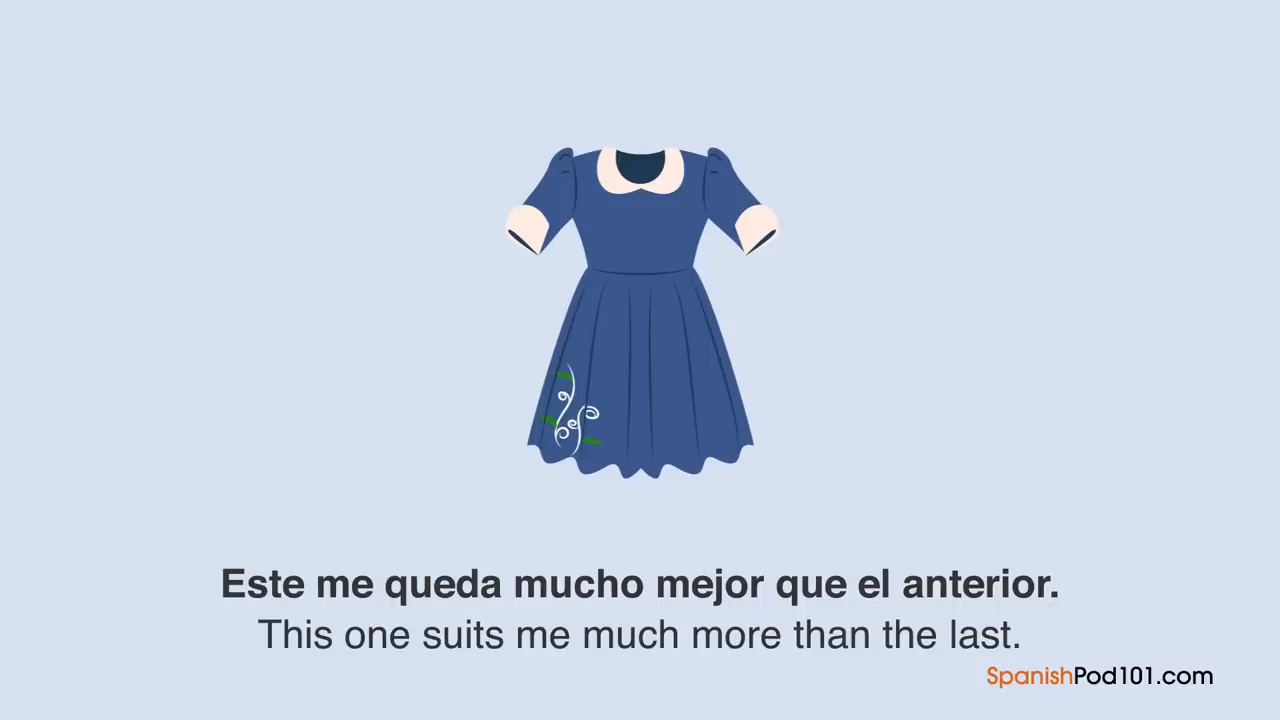 Este me queda mucho mejor que el anterior.
This one suits me much more than the last.
SpanishPod101.com